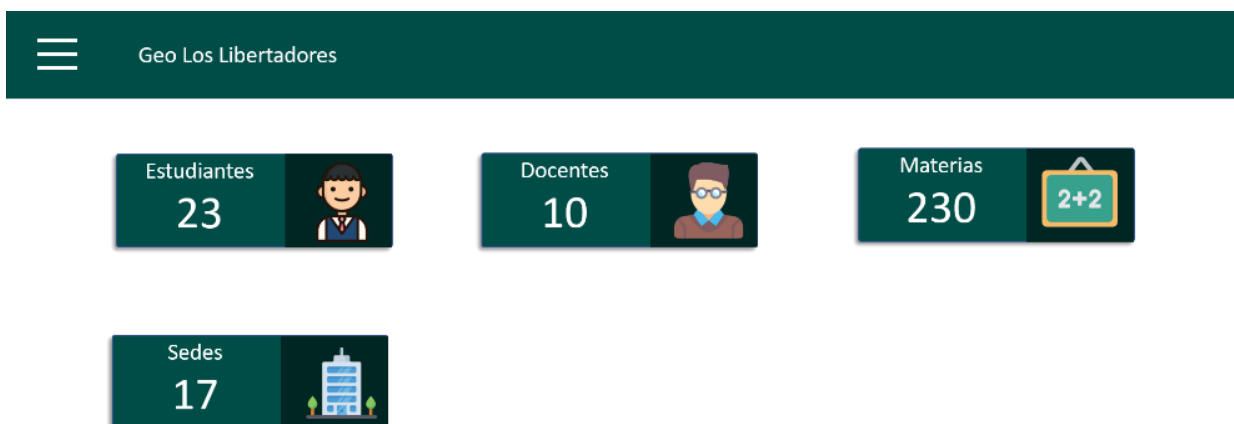 Geo Los Libertadores
Estudiantes
23
Docentes
10
Materias
230
2+2
Sedes
17